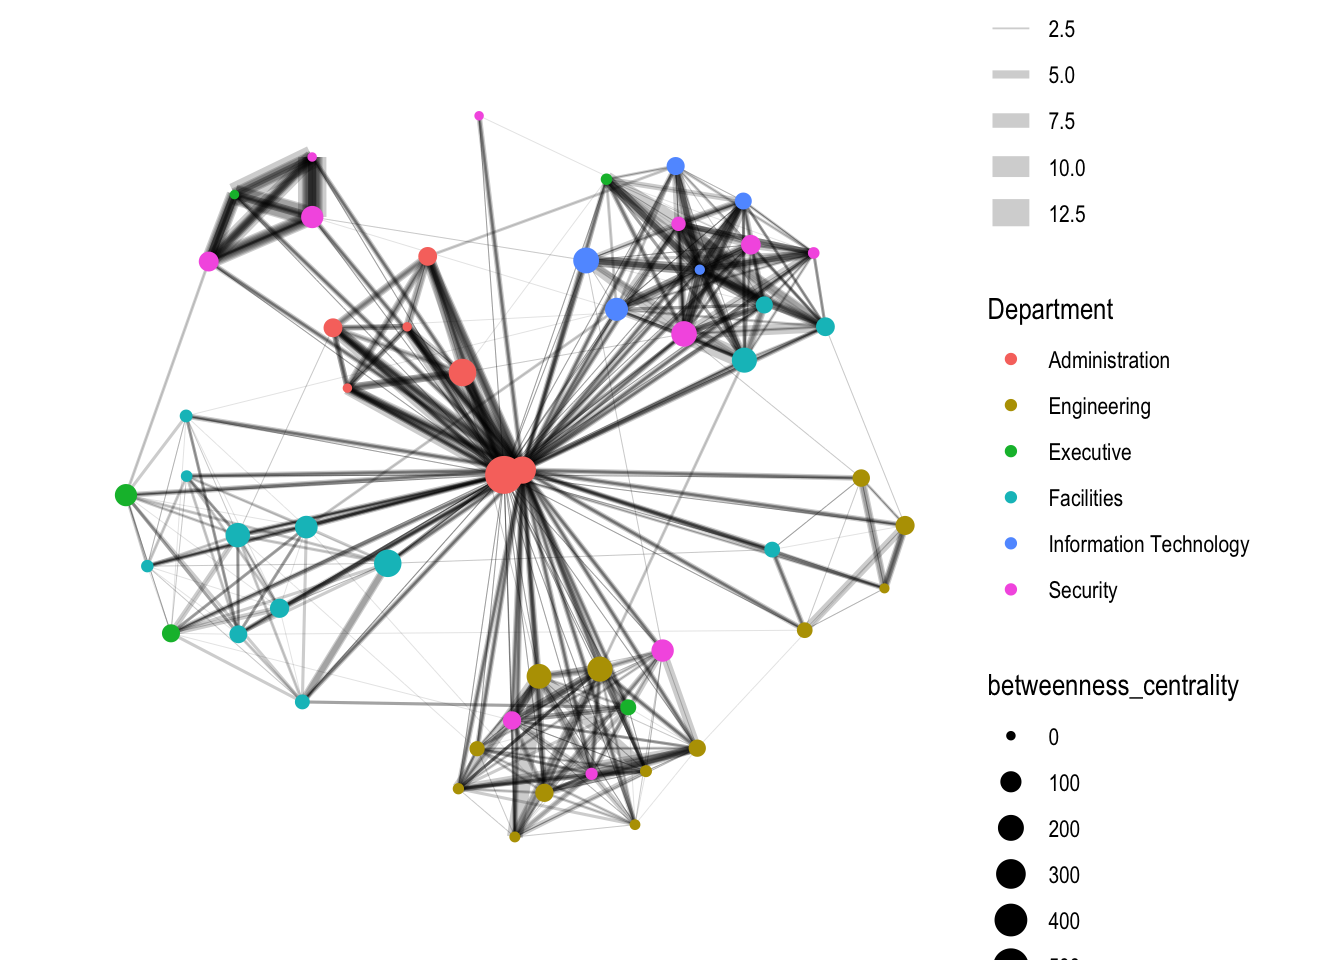 2.5
5.0
7.5
10.0
12.5
Department
Administration
Engineering
Executive
Facilities
Information Technology
Security
betweenness_centrality
0
100
200
300
400